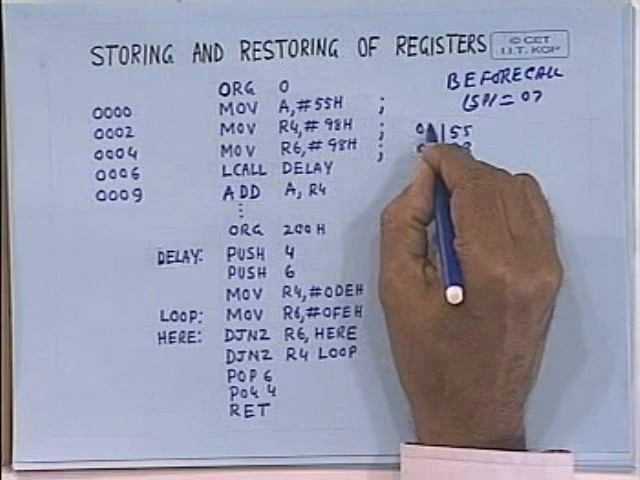 STORING AND RESTORING OF REGISTERS
© CET
I.I.T. KGP
BEFORE CALL
(SP) = 07
ORG 0
0000 MOV A, #55H ;
0002 MOV R4, # 98H ; 55
0004 MOV R6, # 98H ;
0006 LCALL DELAY
0009 ADD A, R4
:
ORG 200H
DELAY: PUSH 4
PUSH 6
MOV R4, #0DEH
LOOP: MOV R6, #0FEH
HERE: DJNZ R6, HERE
DJNZ R4 LOOP
POP 6
4
RET